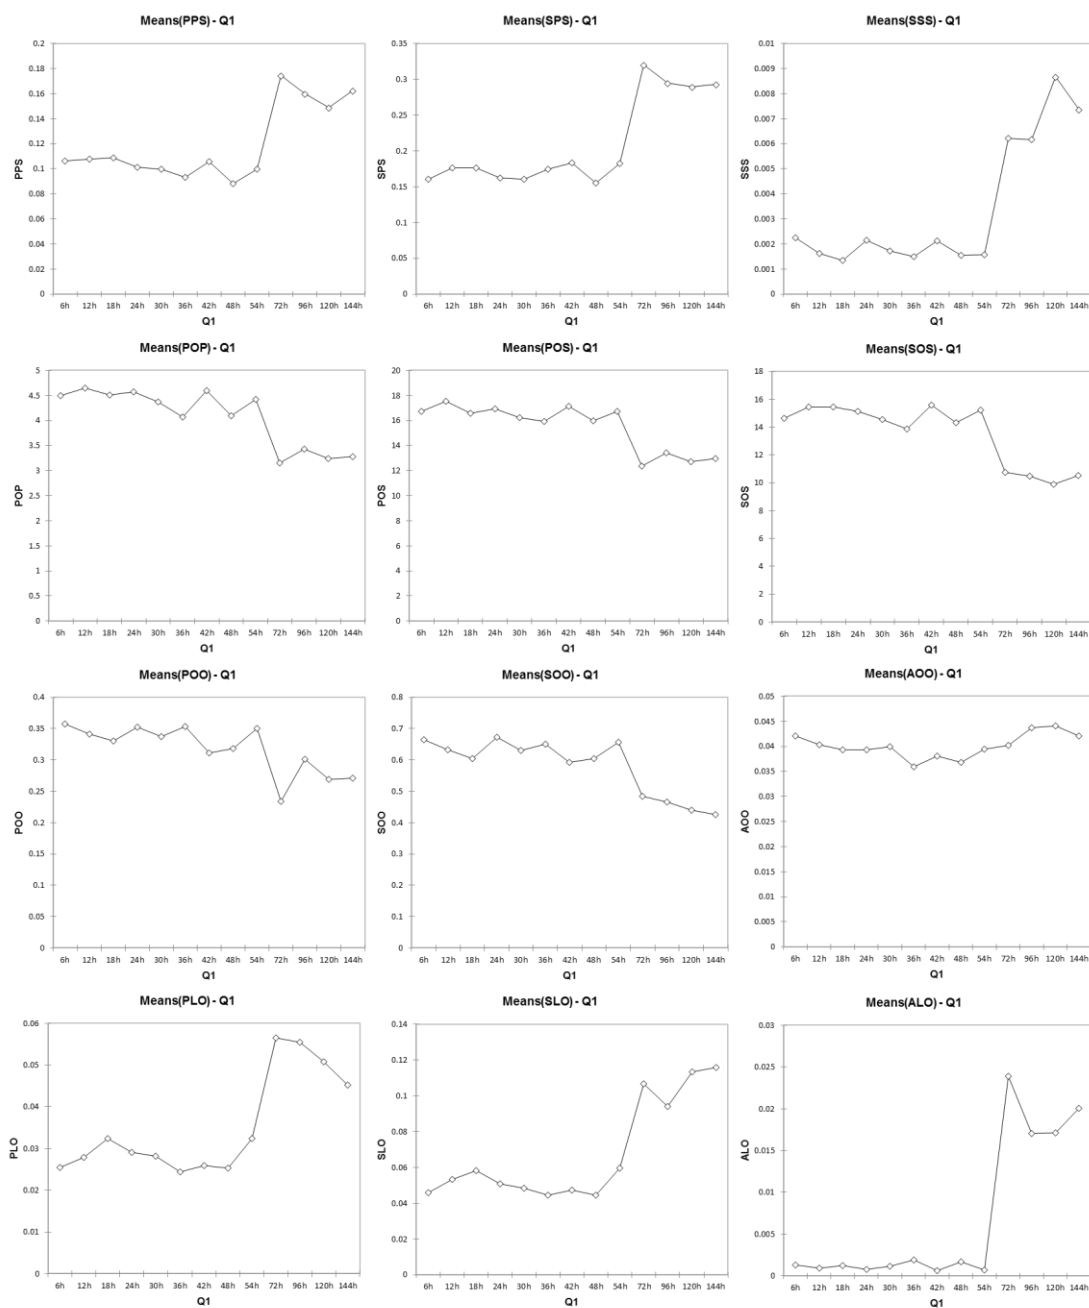 Means(PPS) - Q1
0.2
0.18
0.16
0.14
0.12
0.1
0.08
0.06
0.04
0.02
0
PPS
6h 12h 18h 24h 30h 36h 42h 48h 54h 72h 96h 120h 144h
Q1
Means(SPS) - Q1
0.35
0.3
0.25
0.2
0.15
0.1
0.05
0
SPS
6h 12h 18h 24h 30h 36h 42h 48h 54h 72h 96h 120h 144h
Q1
Means(SSS) - Q1
0.01
0.009
0.008
0.007
0.006
0.005
0.004
0.003
0.002
0.001
0
SSS
6h 12h 18h 24h 30h 36h 42h 48h 54h 72h 96h 120h 144h
Q1
Means(POP) - Q1
5
4.5
4
3.5
3
2.5
2
1.5
1
0.5
0
POP
6h 12h 18h 24h 30h 36h 42h 48h 54h 72h 96h 120h 144h
Q1
Means(POS) - Q1
20
18
16
14
12
10
8
6
4
2
0
POS
6h 12h 18h 24h 30h 36h 42h 48h 54h 72h 96h 120h 144h
Q1
Means(SOS) - Q1
18
16
14
12
10
8
6
4
2
0
SOS
6h 12h 18h 24h 30h 36h 42h 48h 54h 72h 96h 120h 144h
Q1
Means(POO) - Q1
0.4
0.35
0.3
0.25
0.2
0.15
0.1
0.05
0
POO
6h 12h 18h 24h 30h 36h 42h 48h 54h 72h 96h 120h 144h
Q1
Means(SOO) - Q1
0.8
0.7
0.6
0.5
0.4
0.3
0.2
0.1
0
SOO
6h 12h 18h 24h 30h 36h 42h 48h 54h 72h 96h 120h 144h
Q1
Means(AOO) - Q1
0.05
0.045
0.04
0.035
0.03
0.025
0.02
0.015
0.01
0.005
0
AOO
6h 12h 18h 24h 30h 36h 42h 48h 54h 72h 96h 120h 144h
Q1
Means(PLO) - Q1
0.06
0.05
0.04
0.03
0.02
0.01
0
PLO
6h 12h 18h 24h 30h 36h 42h 48h 54h 72h 96h 120h 144h
Q1
Means(SLO) - Q1
0.14
0.12
0.1
0.08
0.06
0.04
0.02
0
SLO
6h 12h 18h 24h 30h 36h 42h 48h 54h 72h 96h 120h 144h
Q1
Means(ALO) - Q1
0.03
0.025
0.02
0.015
0.01
0.005
0
ALO
6h 12h 18h 24h 30h 36h 42h 48h 54h 72h 96h 120h 144h
Q1